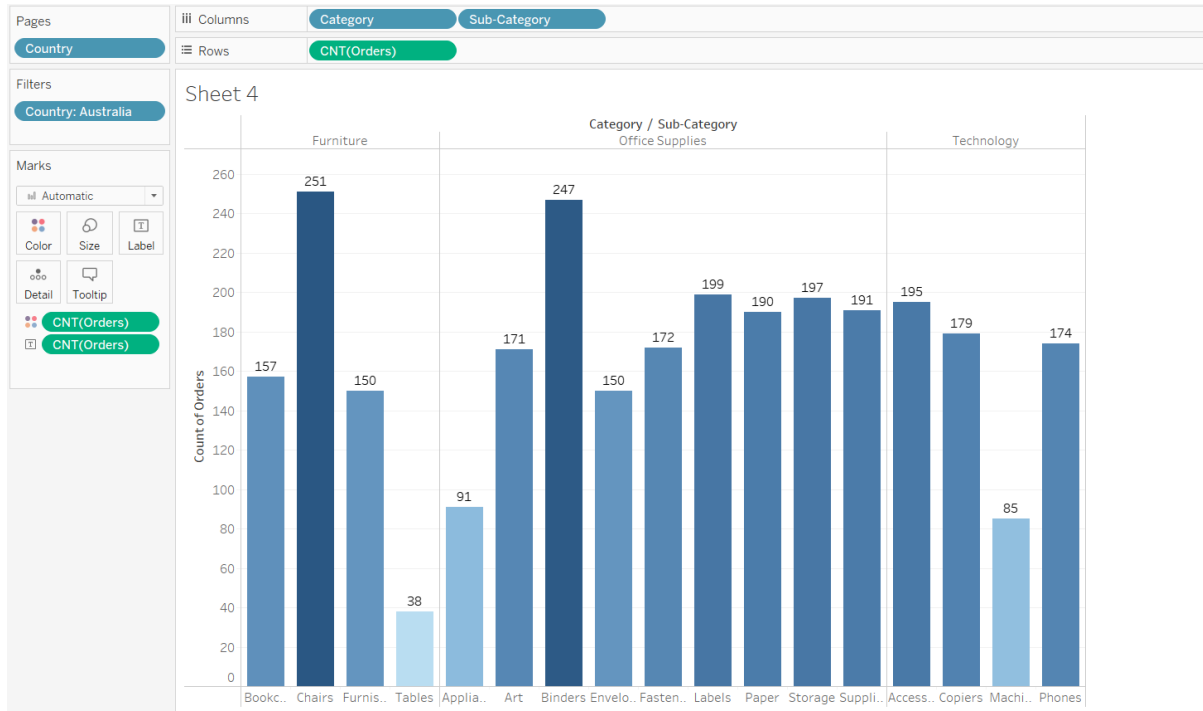 Pages
Country
Filters
Country: Australia
Marks
Automatic
Color Size Label
Detail Tooltip
CNT(Orders)
CNT(Orders)
Columns Category Sub-Category
Rows CNT(Orders)
Sheet 4
Category / Sub-Category
Furniture Office Supplies Technology
Count of Orders
260
240
220
200
180
160
140
120
100
80
60
40
20
0
157 251 150 38 91 171 247 150 172 199 190 197 191 195 179 85 174
Bookc.. Chairs Furnis.. Tables Applia.. Art Binders Envelo.. Fasten.. Labels Paper Storage Suppli.. Access.. Copiers Machi.. Phones